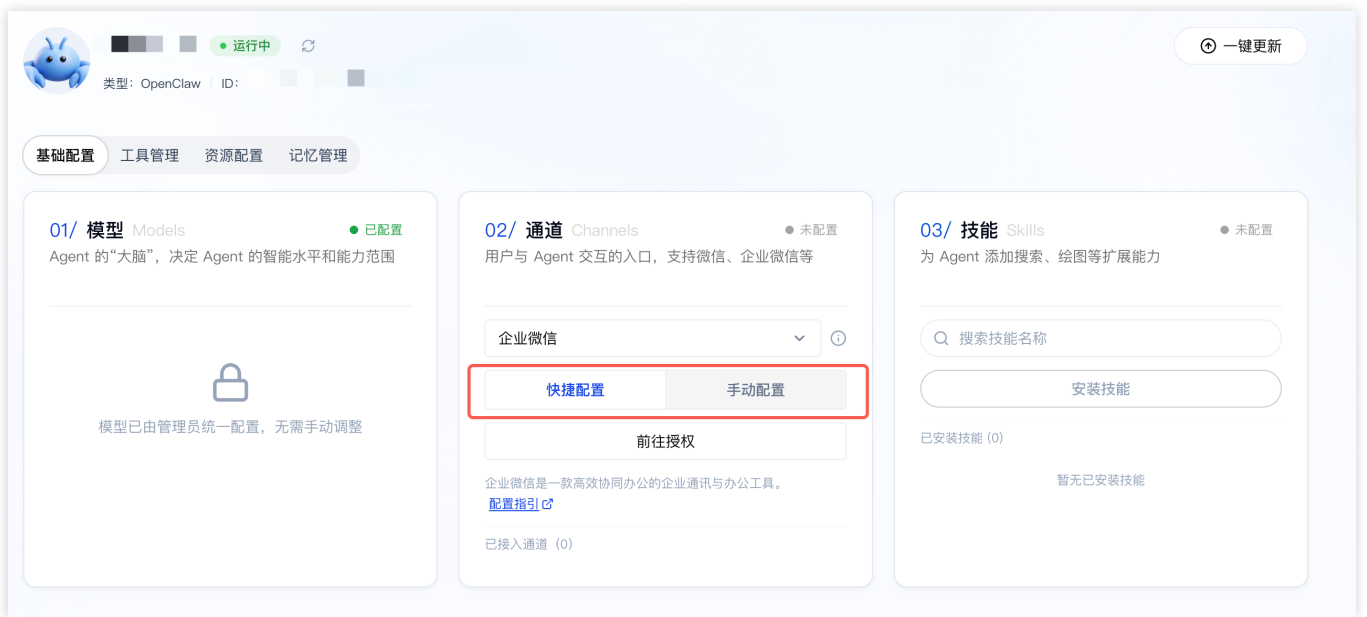 运行中
一键更新
类型：OpenClaw ID:
基础配置 工具管理 资源配置 记忆管理
01/ 模型 Models 已配置
Agent 的“大脑”，决定 Agent 的智能水平和能力范围
模型已由管理员统一配置，无需手动调整
02/ 通道 Channels 未配置
用户与 Agent 交互的入口，支持微信、企业微信等
企业微信
快捷配置 手动配置
前往授权
企业微信是一款高效协同办公的企业通讯与办公工具。
配置指引
已接入通道（0）
03/ 技能 Skills 未配置
为 Agent 添加搜索、绘图等扩展能力
搜索技能名称
安装技能
已安装技能 (0)
暂无已安装技能